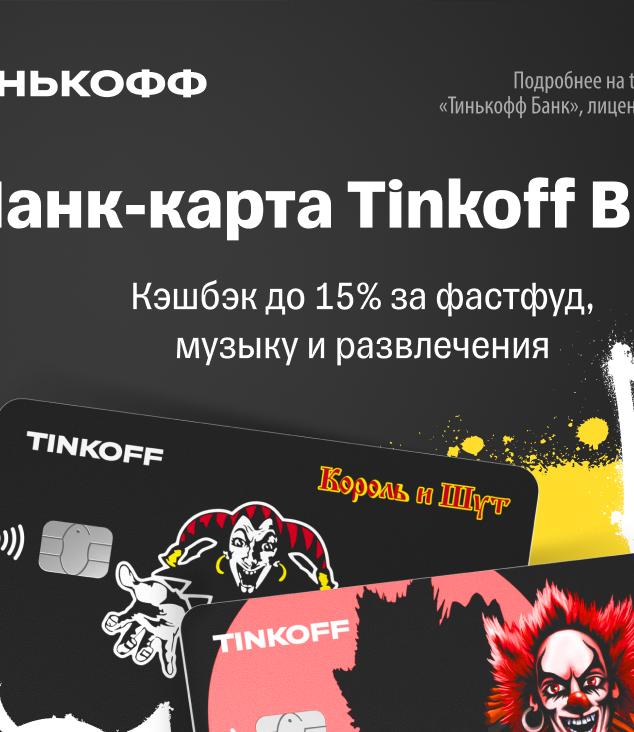 НЬКОФФ
Подробнее на t
«Тинькофф Банк», лицен
анк-карта Tinkoff B
Кэшбэк до 15% за фастфуд,
музыку и развлечения
TINKOFF
Король и Шут
TINKOFF